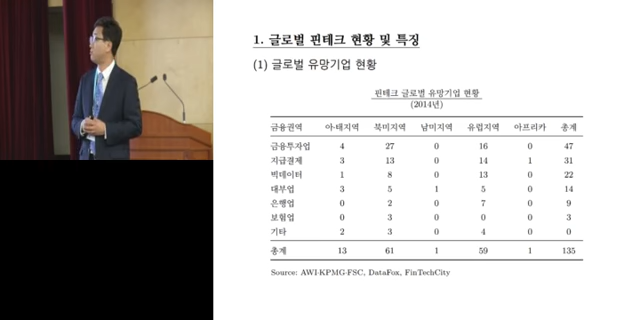 1. 글로벌 핀테크 현황 및 특징
(1) 글로벌 유망기업 현황
핀테크 글로벌 유망기업 현황
(2014년)
금융권역 아·태지역 북미지역 남미지역 유럽지역 아프리카 총계
금융투자업 4 27 0 16 0 47
지급결제 3 13 0 14 1 31
빅데이터 1 8 0 13 0 22
대부업 3 5 1 5 0 14
은행업 0 2 0 7 0 9
보험업 0 3 0 0 0 3
기타 2 3 0 4 0 0
총계 13 61 1 59 1 135
Source: AWI-KPMG-FSC, DataFox, FinTechCity